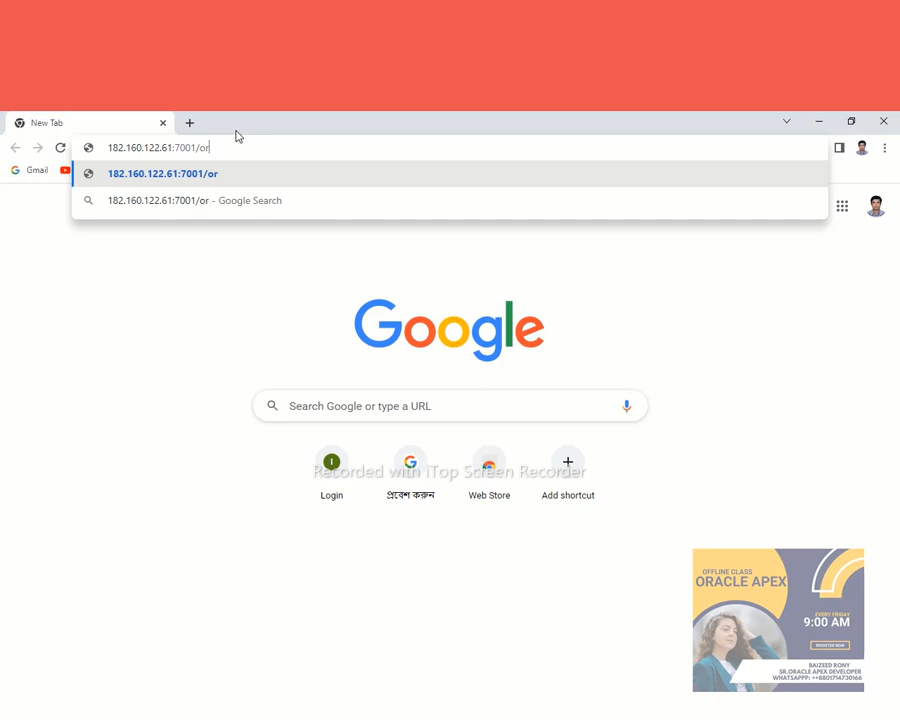 New Tab
182.160.122.61:7001/or
Gmail
182.160.122.61:7001/or
182.160.122.61:7001/or - Google Search
Google
Search Google or type a URL
Recorded with iTop Screen Recorder
I
Login
প্রবেশ করুন
Web Store
Add shortcut
OFFLINE CLASS
ORACLE APEX
EVERY FRIDAY
9:00 AM
REGISTER NOW
BAIZEED RONY
SR.ORACLE APEX DEVELOPER
WHATSAPPP: ++8801714730166